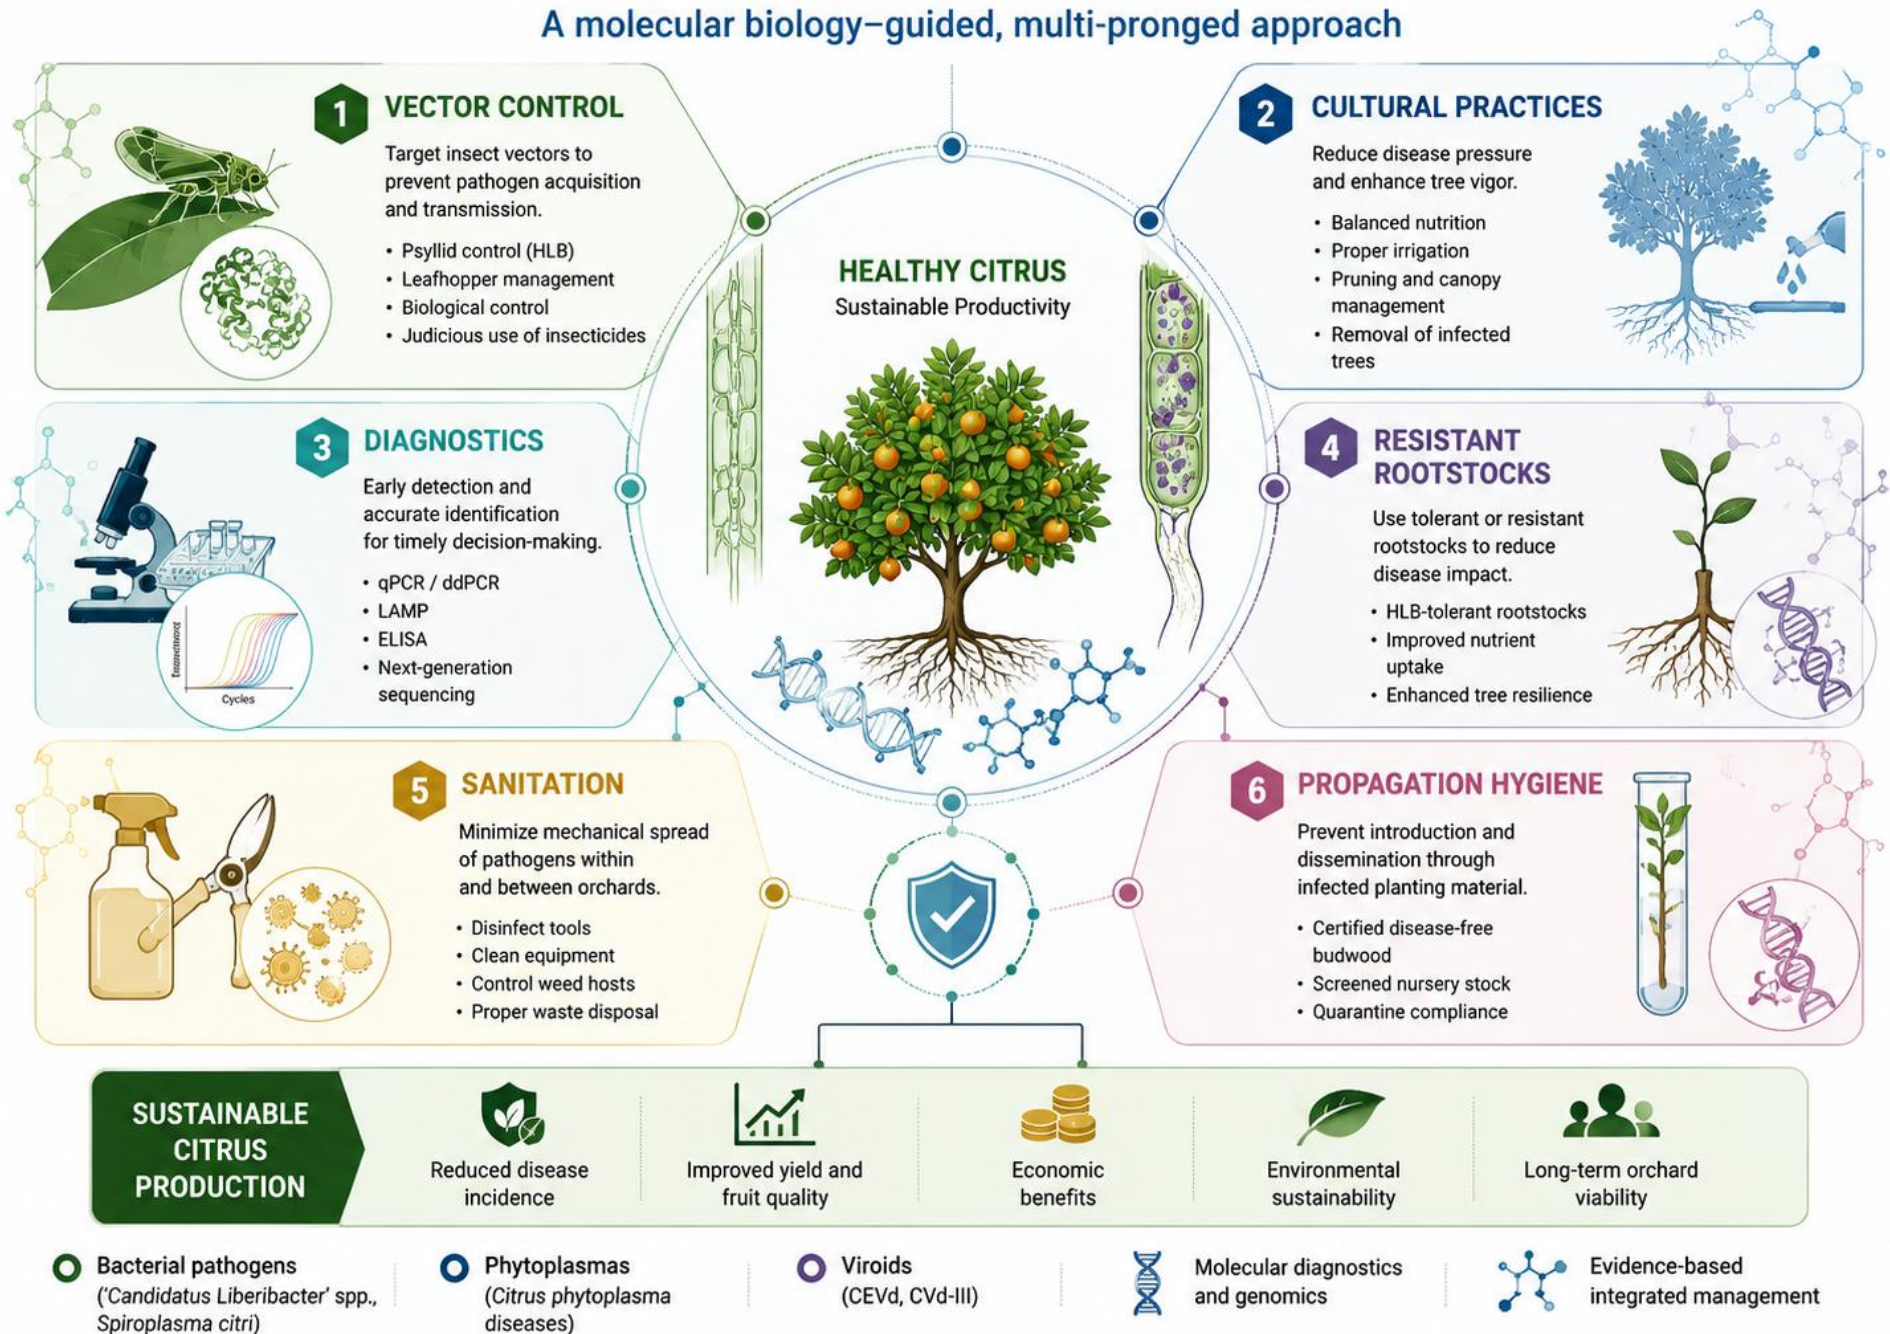 A molecular biology–guided, multi-pronged approach
1
VECTOR CONTROL
Target insect vectors to
prevent pathogen acquisition
and transmission.
• Psyllid control (HLB)
• Leafhopper management
• Biological control
• Judicious use of insecticides
2
CULTURAL PRACTICES
Reduce disease pressure
and enhance tree vigor.
• Balanced nutrition
• Proper irrigation
• Pruning and canopy
management
• Removal of infected
trees
HEALTHY CITRUS
Sustainable Productivity
3
DIAGNOSTICS
Early detection and
accurate identification
for timely decision-making.
• qPCR / ddPCR
• LAMP
• ELISA
• Next-generation
sequencing
Cycles
4
RESISTANT
ROOTSTOCKS
Use tolerant or resistant
rootstocks to reduce
disease impact.
• HLB-tolerant rootstocks
• Improved nutrient
uptake
• Enhanced tree resilience
5
SANITATION
Minimize mechanical spread
of pathogens within
and between orchards.
• Disinfect tools
• Clean equipment
• Control weed hosts
• Proper waste disposal
6
PROPAGATION HYGIENE
Prevent introduction and
dissemination through
infected planting material.
• Certified disease-free
budwood
• Screened nursery stock
• Quarantine compliance
SUSTAINABLE
CITRUS
PRODUCTION
Reduced disease
incidence
Improved yield and
fruit quality
Economic
benefits
Environmental
sustainability
Long-term orchard
viability
Bacterial pathogens
('Candidatus Liberibacter' spp.,
Spiroplasma citri)
Phytoplasmas
(Citrus phytoplasma
diseases)
Viroids
(CEVd, CVd-III)
Molecular diagnostics
and genomics
Evidence-based
integrated management